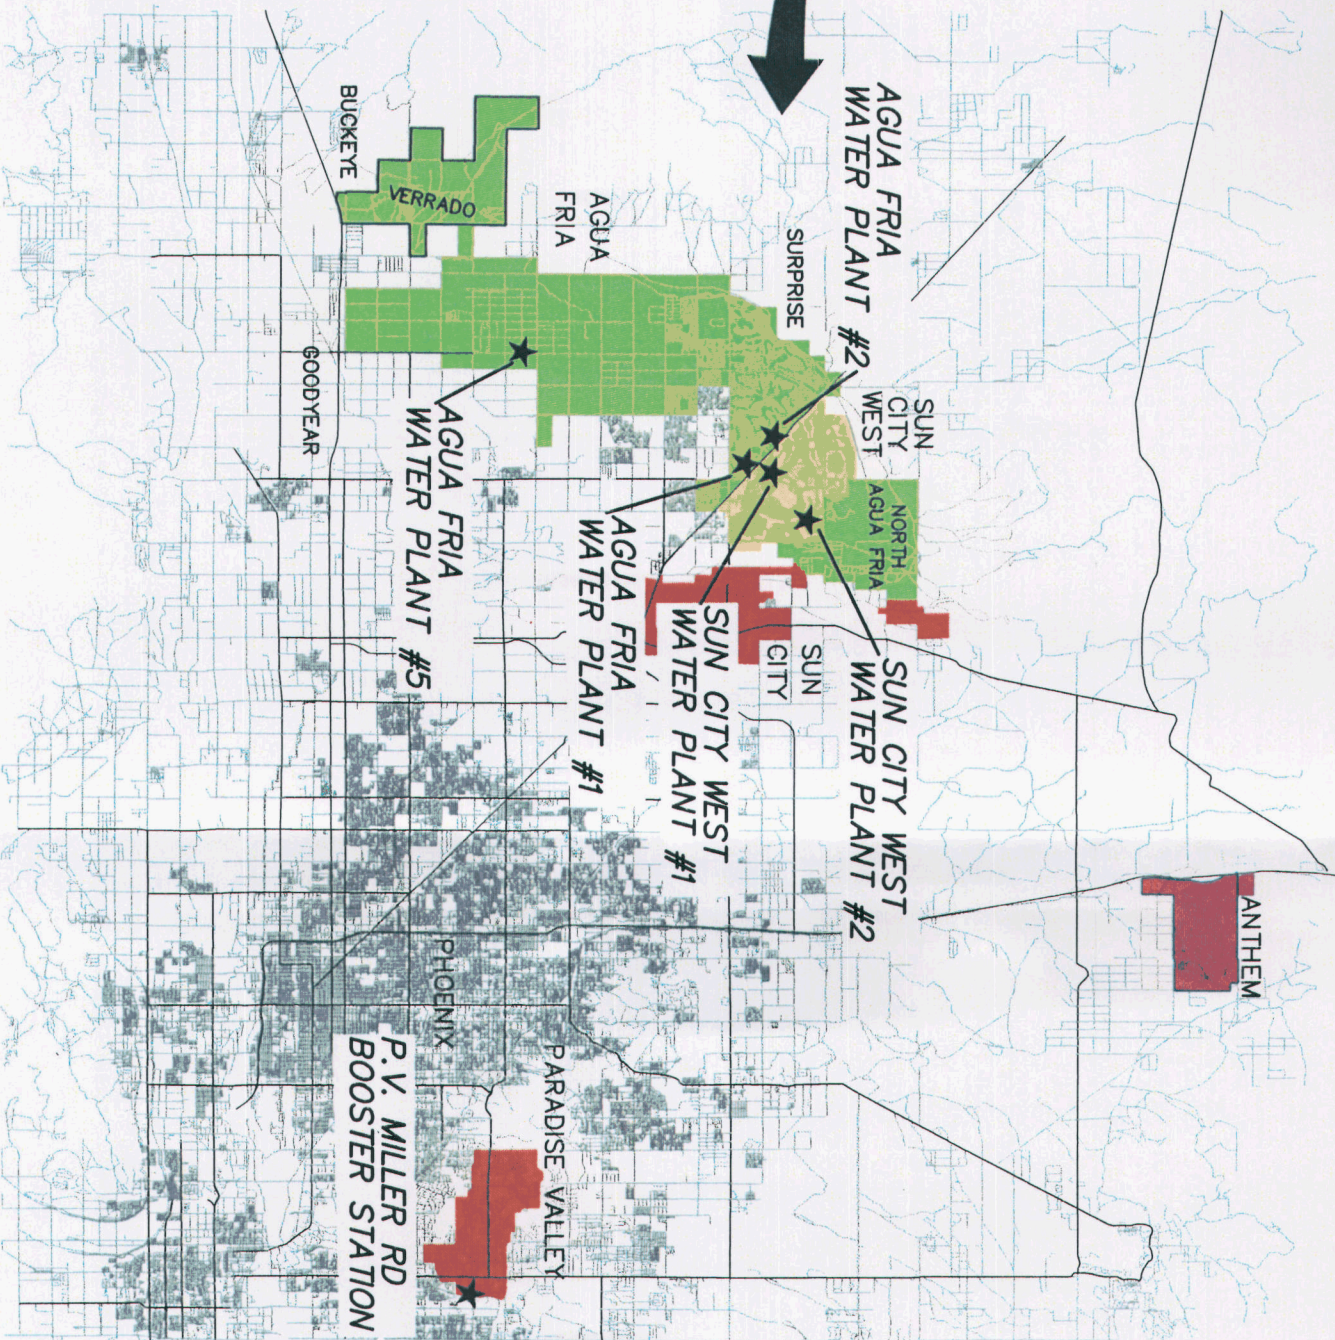 ANTHEM
AGUA FRIA
WATER PLANT #2
SUN
CITY
WEST
NORTH
AGUA FRIA
SUN CITY WEST
WATER PLANT #2
SURPRISE
SUN
CITY
SUN CITY WEST
WATER PLANT #1
AGUA
FRIA
AGUA FRIA
WATER PLANT #1
PARADISE VALLEY
VERRADO
AGUA FRIA
WATER PLANT #5
PHOENIX
BUCKEYE
GOODYEAR
P.V. MILLER RD
BOOSTER STATION